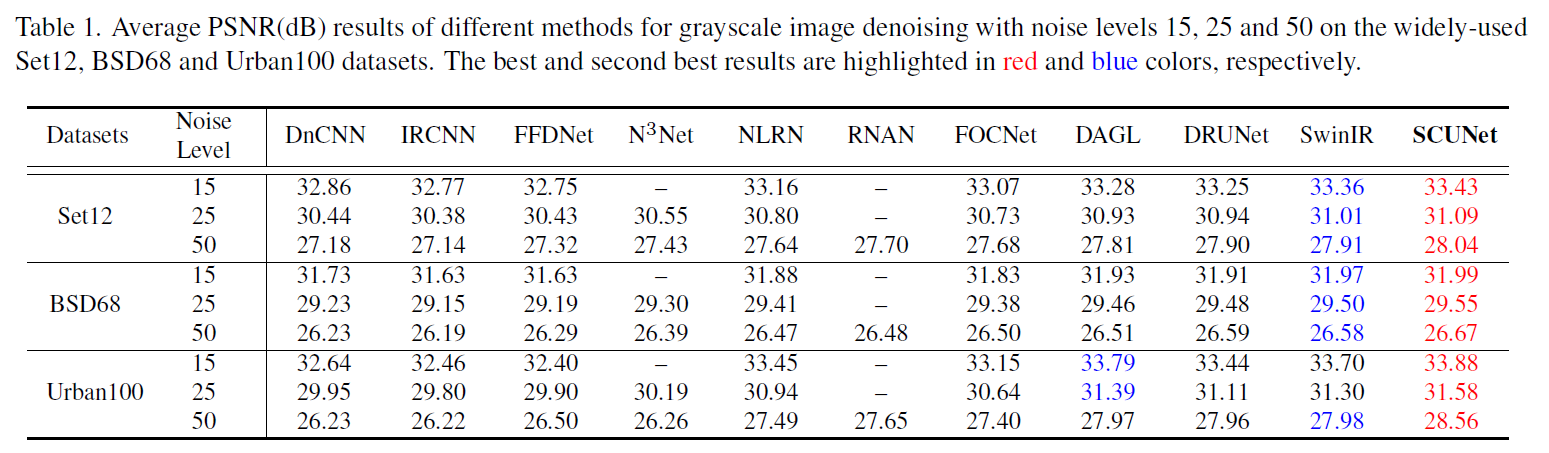 Table 1. Average PSNR(dB) results of different methods for grayscale image denoising with noise levels 15, 25 and 50 on the widely-used
Set12, BSD68 and Urban100 datasets. The best and second best results are highlighted in red and blue colors, respectively.
Datasets Noise Level DnCNN IRCNN FFDNet N³Net NLRN RNAN FOCNet DAGL DRUNet SwinIR SCUNet
15 32.86 32.77 32.75 – 33.16 – 33.07 33.28 33.25 33.36 33.43
Set12 25 30.44 30.38 30.43 30.55 30.80 – 30.73 30.93 30.94 31.01 31.09
50 27.18 27.14 27.32 27.43 27.64 27.70 27.68 27.81 27.90 27.91 28.04
15 31.73 31.63 31.63 – 31.88 – 31.83 31.93 31.91 31.97 31.99
BSD68 25 29.23 29.15 29.19 29.30 29.41 – 29.38 29.46 29.48 29.50 29.55
50 26.23 26.19 26.29 26.39 26.47 26.48 26.50 26.51 26.59 26.58 26.67
15 32.64 32.46 32.40 – 33.45 – 33.15 33.79 33.44 33.70 33.88
Urban100 25 29.95 29.80 29.90 30.19 30.94 – 30.64 31.39 31.11 31.30 31.58
50 26.23 26.22 26.50 26.26 27.49 27.65 27.40 27.97 27.96 27.98 28.56